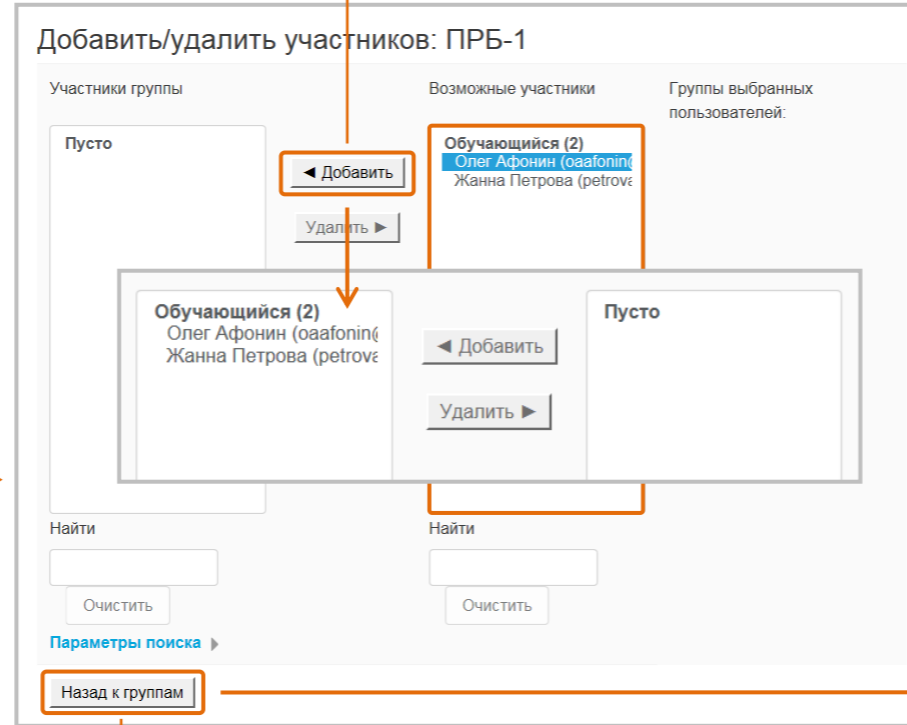 Добавить/удалить участников: ПРБ-1
Участники группы
Возможные участники
Группы выбранных
пользователей:
Пусто
◄ Добавить
Удалить ►
Обучающийся (2)
Олег Афонин (oaafonin@
Жанна Петрова (petrova
Обучающийся (2)
Олег Афонин (oaafonin@
Жанна Петрова (petrova
◄ Добавить
Удалить ►
Пусто
Найти
Найти
Очистить
Очистить
Параметры поиска
Назад к группам